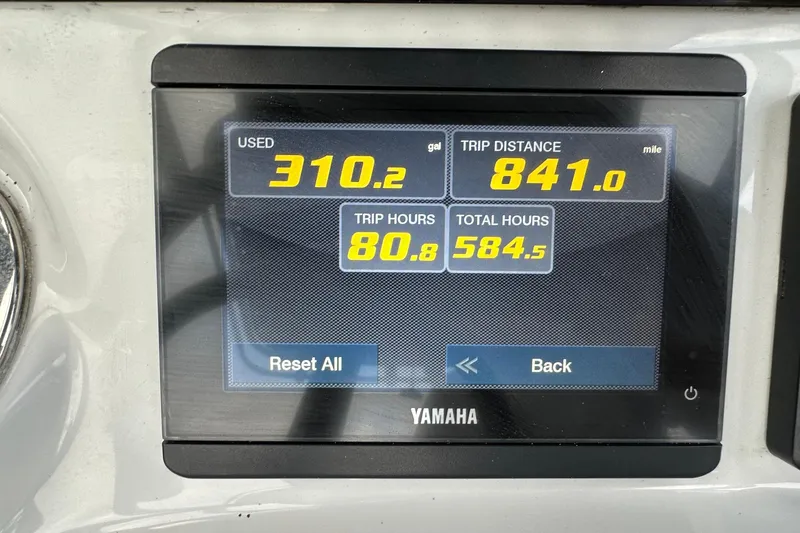 USED gal TRIP DISTANCE mile
310.2 841.0
TRIP HOURS TOTAL HOURS
80.8 584.5
Reset All Back
YAMAHA